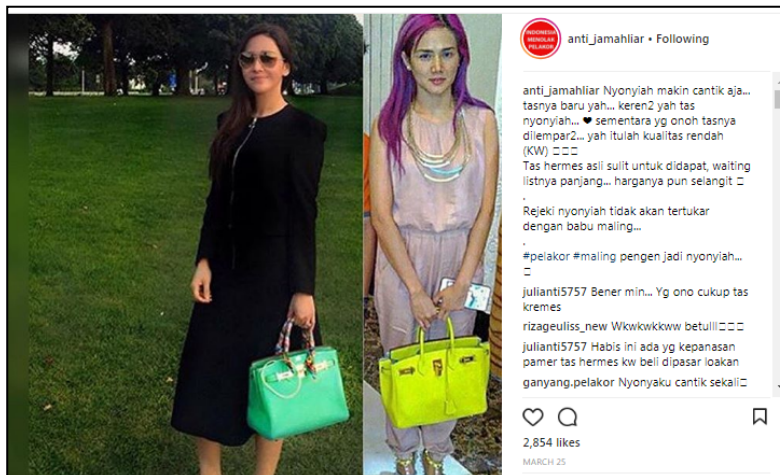 INDONESIA
MENOLAK
PELAKOR
anti_jamahliar • Following
anti_jamahliar Nyonyiah makin cantik aja...
tasnya baru yah... keren2 yah tas
nyonyiah... ❤ sementara yg onoh tasnya
dilempar2... yah itulah kualitas rendah
(KW) □□□
Tas hermes asli sulit untuk didapat, waiting
listnya panjang... harganya pun selangit □
.
Rejeki nyonyiah tidak akan tertukar
dengan babu maling...
.
#pelakor #maling pengen jadi nyonyiah...
□
julianti5757 Bener min... Yg ono cukup tas
kremes
rizageuliss_new Wkwkwkkww betulll□□□
julianti5757 Habis ini ada yg kepanasan
pamer tas hermes kw beli dipasar loakan
ganyang.pelakor Nyonyaku cantik sekali□
2,854 likes
MARCH 25